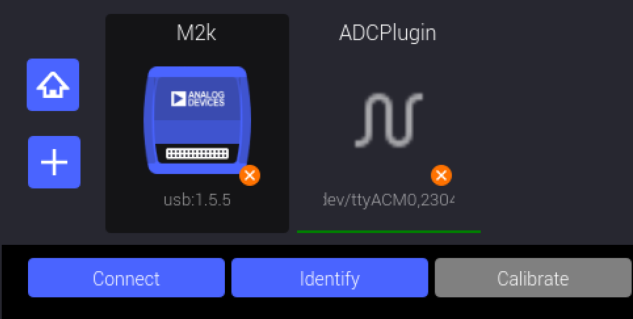 M2k
ADCPlugin
ANALOG
DEVICES
usb:1.5.5
dev/ttyACM0,2304
Connect
Identify
Calibrate